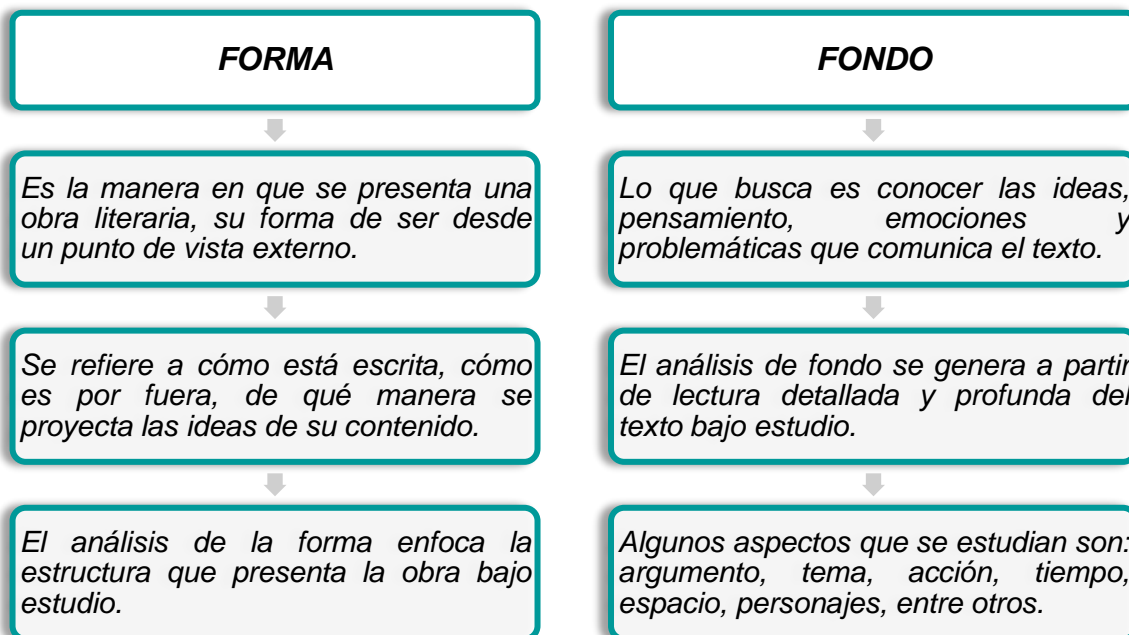 FORMA
Es la manera en que se presenta una
obra literaria, su forma de ser desde
un punto de vista externo.
Se refiere a cómo está escrita, cómo
es por fuera, de qué manera se
proyecta las ideas de su contenido.
El análisis de la forma enfoca la
estructura que presenta la obra bajo
estudio.
FONDO
Lo que busca es conocer las ideas,
pensamiento, emociones y
problemáticas que comunica el texto.
El análisis de fondo se genera a partir
de lectura detallada y profunda del
texto bajo estudio.
Algunos aspectos que se estudian son:
argumento, tema, acción, tiempo,
espacio, personajes, entre otros.